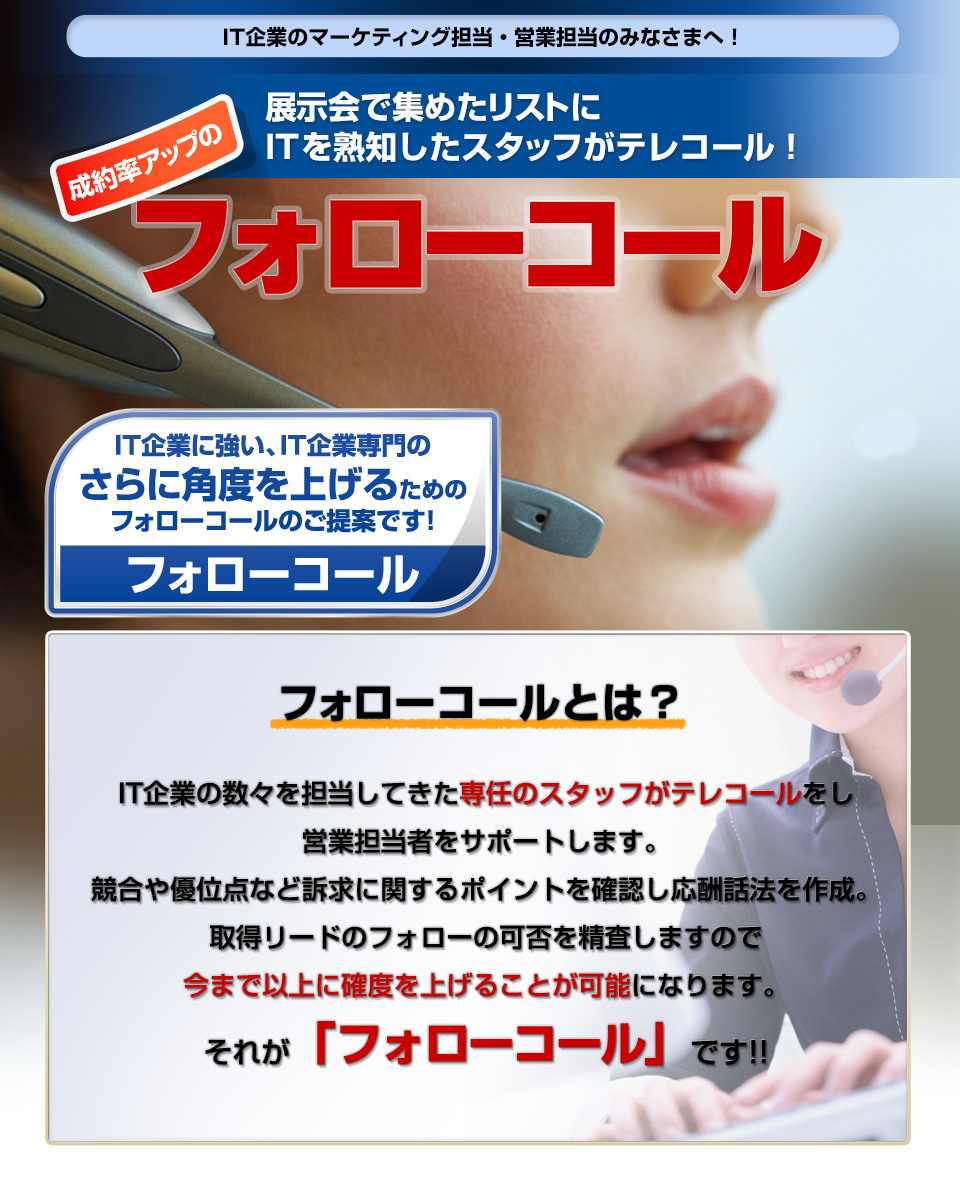 IT企業のマーケティング担当・営業担当のみなさまへ！
展示会で集めたリストに
ITを熟知したスタッフがテレコール！
成約率アップの
フォローコール
IT企業に強い、IT企業専門の
さらに角度を上げるための
フォローコールのご提案です!
フォローコール
フォローコールとは？
IT企業の数々を担当してきた専任のスタッフがテレコールをし
営業担当者をサポートします。
競合や優位点など訴求に関するポイントを確認し応酬話法を作成。
取得リードのフォローの可否を精査しますので
今まで以上に確度を上げることが可能になります。
それが「フォローコール」です!!